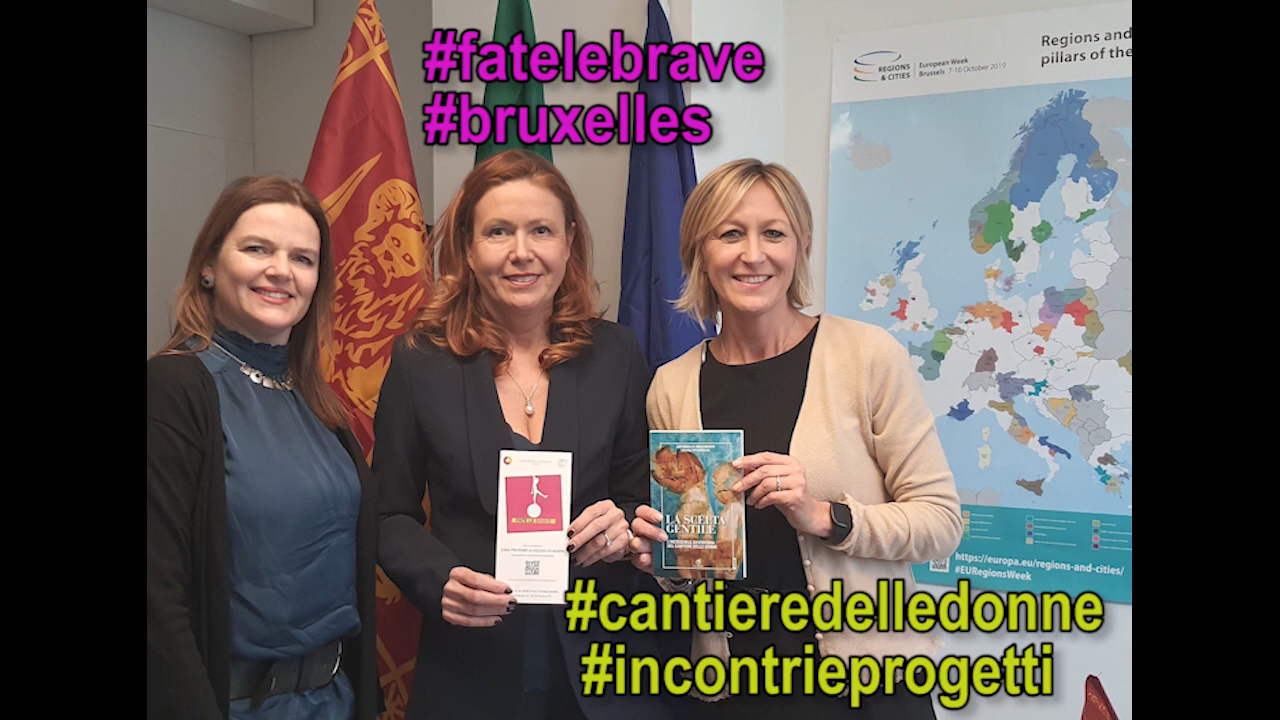 #fatelebrave
#bruxelles
REGIONS & CITIES
European Week
Brussels 7-10 October 2019
Regions and
pillars of the
LA SCELTA
GENTILE
https://europa.eu/regions-and-cities/
#EURegionsWeek
#cantieredelledonne
#incontrieprogetti